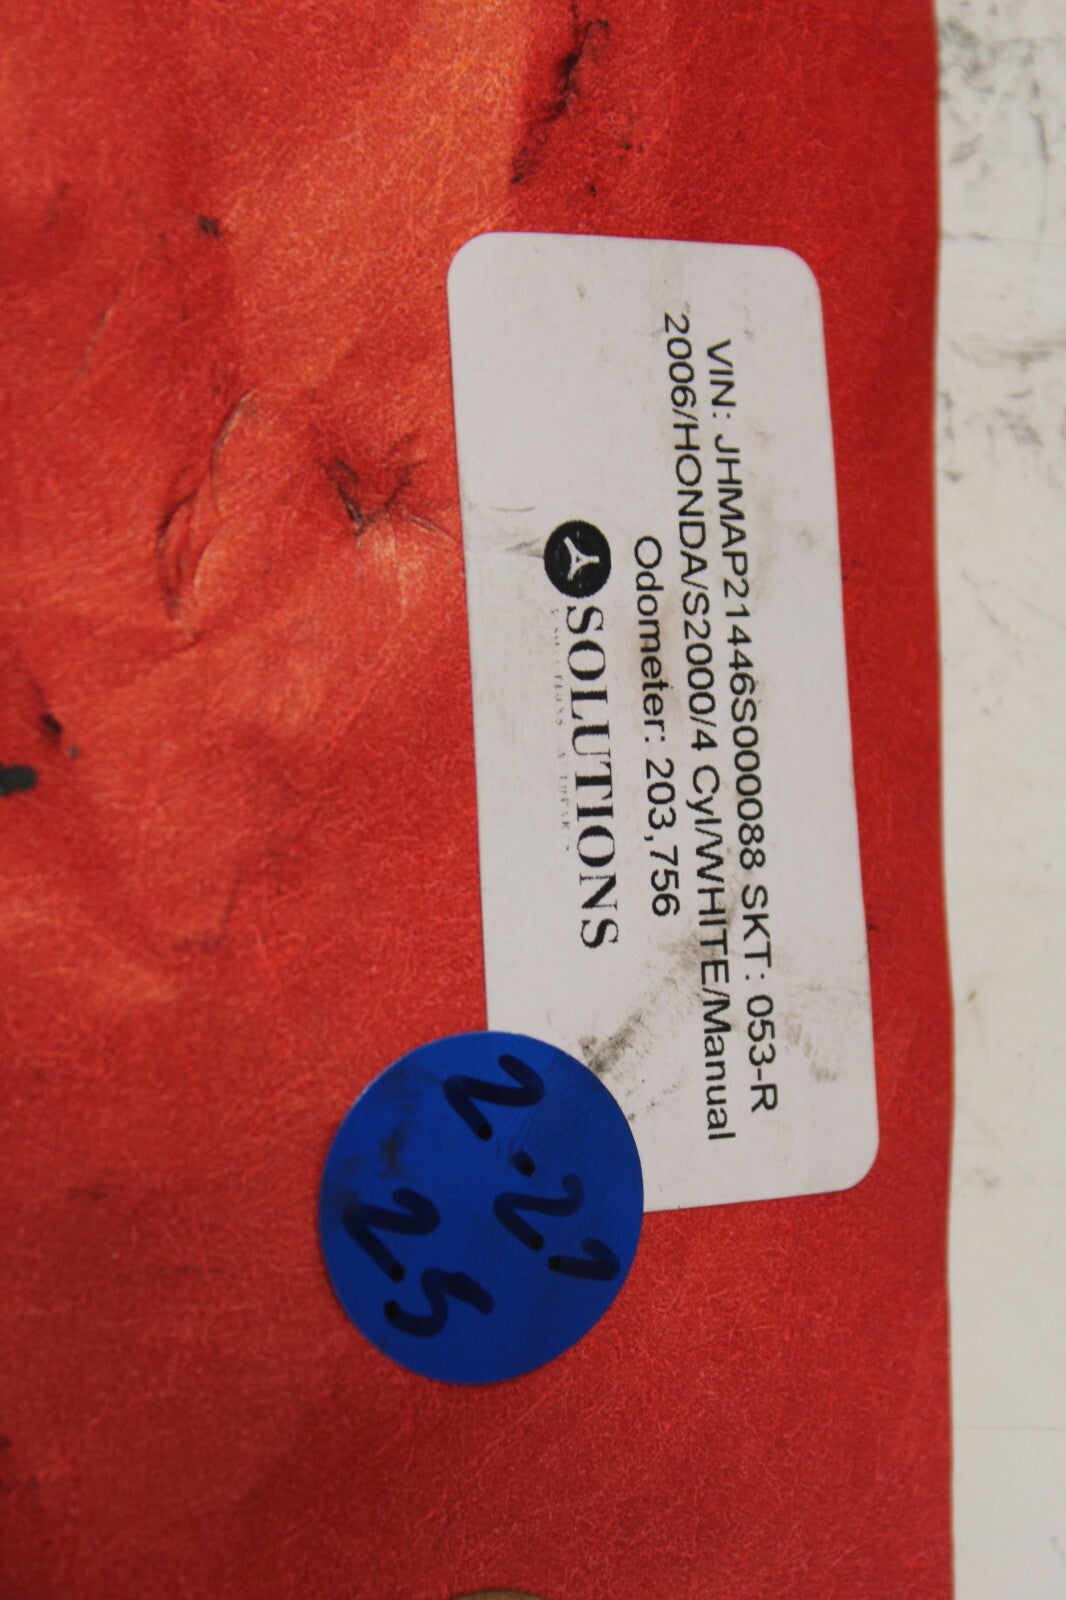 VIN: JHMAP21446S000088 SKT: 053-R
2006/HONDA/S2000/4 Cyl/WHITE/Manual
Odometer: 203,756
SOLUTIONS
2.21
25